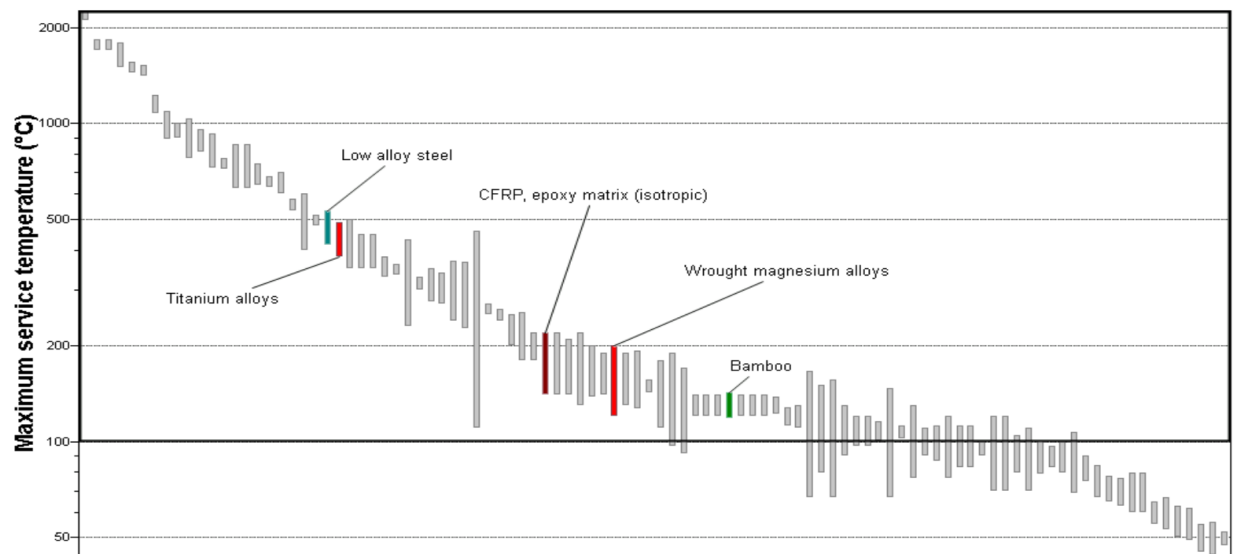 2000
1000
500
200
100
50
Maximum service temperature (°C)
Low alloy steel
CFRP, epoxy matrix (isotropic)
Wrought magnesium alloys
Titanium alloys
Bamboo